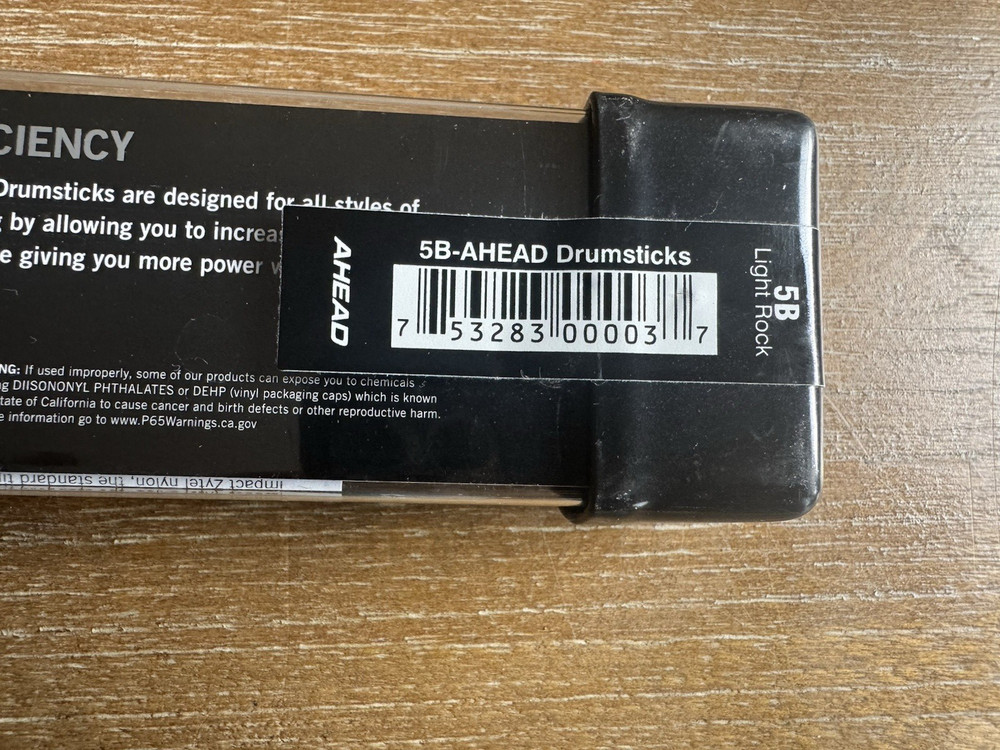 CIENCY
Drumsticks are designed for all styles of
by allowing you to increa
e giving you more power
NG: If used improperly, some of our products can expose you to chemicals
g DIISONONYL PHTHALATES or DEHP (vinyl packaging caps) which is known
tate of California to cause cancer and birth defects or other reproductive harm.
e information go to www.P65Warnings.ca.gov
impact Zytel nylon, the standard ti
AHEAD
5B-AHEAD Drumsticks
7 53283 00003 7
5B
Light Rock